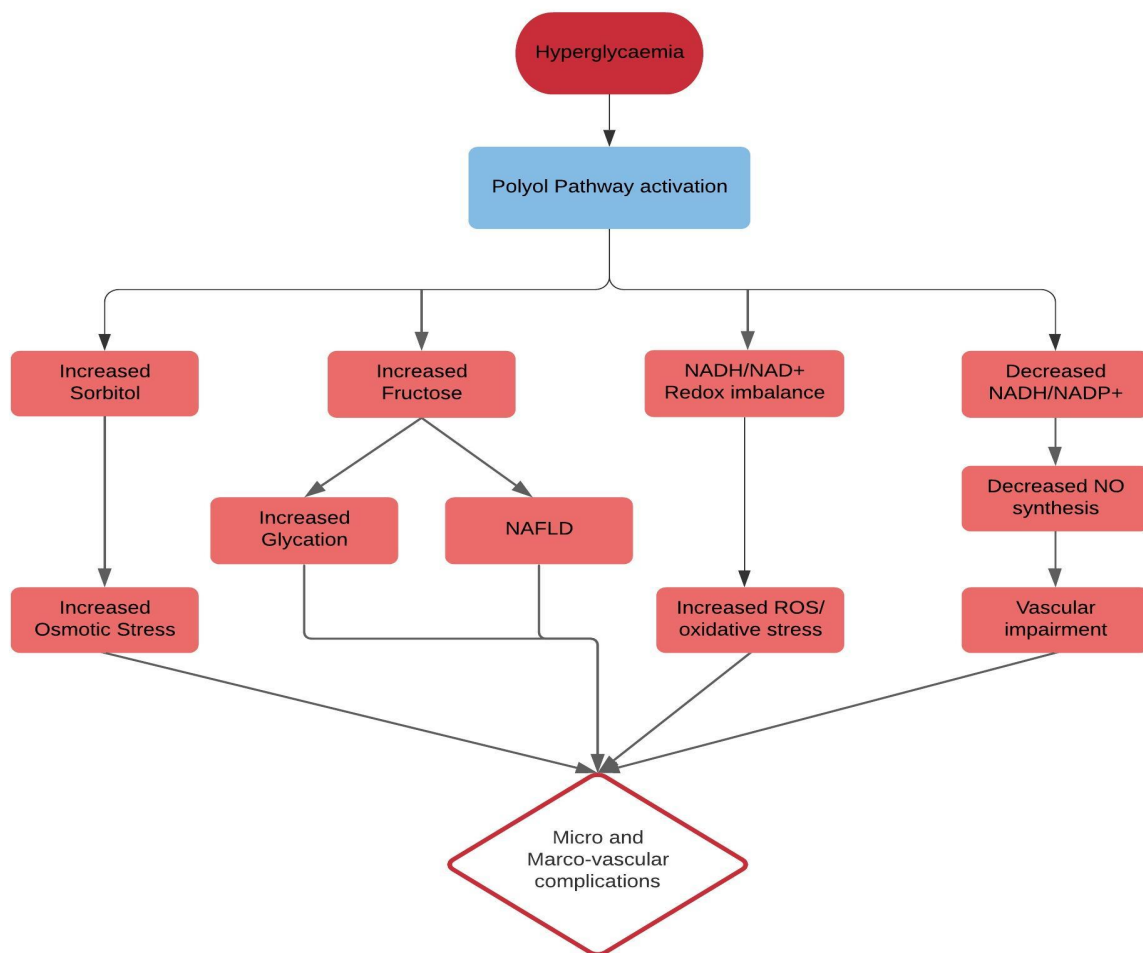 Hyperglycaemia
Polyol Pathway activation
Increased
Sorbitol
Increased
Fructose
NADH/NAD+
Redox imbalance
Decreased
NADH/NADP+
Increased
Glycation
NAFLD
Decreased NO
synthesis
Increased
Osmotic Stress
Increased ROS/
oxidative stress
Vascular
impairment
Micro and
Marco-vascular
complications